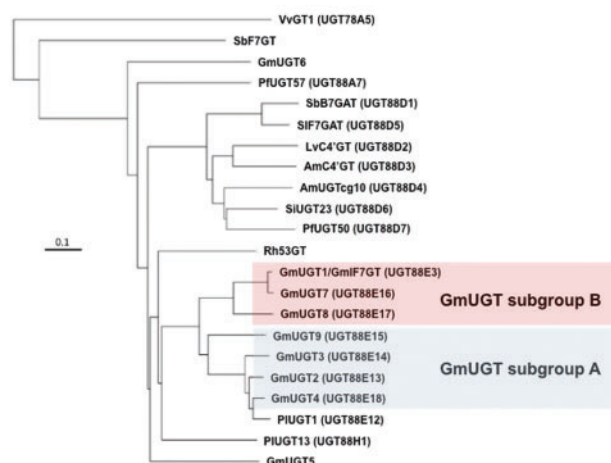 VvGT1 (UGT78A5)
SbF7GT
GmUGT6
PfUGT57 (UGT88A7)
SbB7GAT (UGT88D1)
SlF7GAT (UGT88D5)
LvC4'GT (UGT88D2)
AmC4'GT (UGT88D3)
AmUGTcg10 (UGT88D4)
SiUGT23 (UGT88D6)
PfUGT50 (UGT88D7)
0.1
Rh53GT
GmUGT1/GmIF7GT (UGT88E3)
GmUGT7 (UGT88E16)
GmUGT subgroup B
GmUGT8 (UGT88E17)
GmUGT9 (UGT88E15)
GmUGT3 (UGT88E14)
GmUGT subgroup A
GmUGT2 (UGT88E13)
GmUGT4 (UGT88E18)
PlUGT1 (UGT88E12)
PlUGT13 (UGT88H1)
GmUGT5